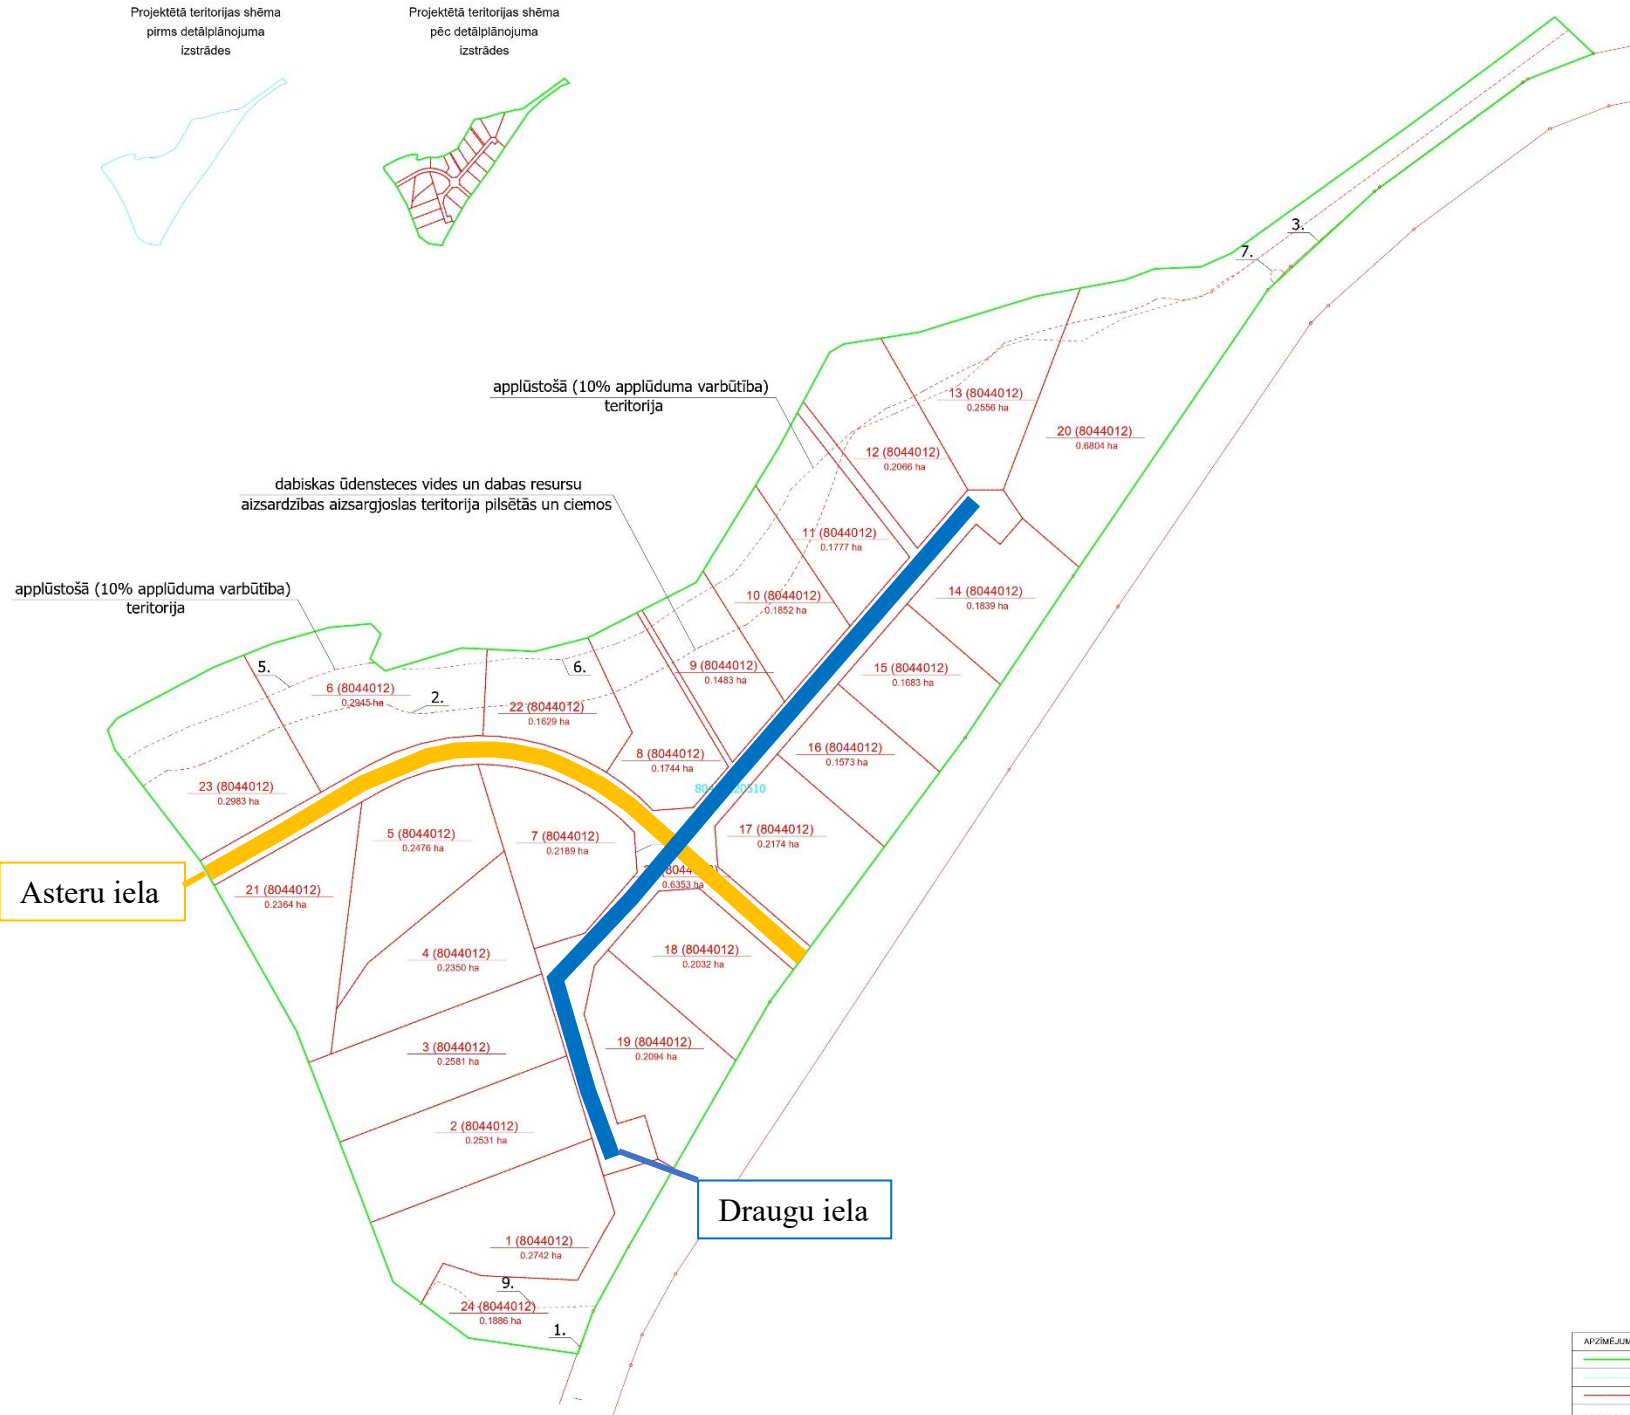 Projektētā teritorijas shēma
pirms detālplānojuma
izstrādes
Projektētā teritorijas shēma
pēc detālplānojuma
izstrādes
3.
7.
applūstošā (10% applūduma varbūtība)
teritorija
13 (8044012)
0.2556 ha
20 (8044012)
0.6804 ha
12 (8044012)
0.2066 ha
dabiskas ūdensteces vides un dabas resursu
aizsardzības aizsargjoslas teritorija pilsētās un ciemos
11 (8044012)
0.1777 ha
applūstošā (10% applūduma varbūtība)
teritorija
10 (8044012)
0.1852 ha
14 (8044012)
0.1839 ha
5.
6.
9 (8044012)
0.1483 ha
15 (8044012)
0.1683 ha
6 (8044012)
0.2945 ha
2.
22 (8044012)
0.1629 ha
8 (8044012)
0.1744 ha
16 (8044012)
0.1573 ha
23 (8044012)
0.2983 ha
5 (8044012)
0.2476 ha
7 (8044012)
0.2189 ha
17 (8044012)
0.2174 ha
0.6353 ha
Asteru iela
21 (8044012)
0.2364 ha
4 (8044012)
0.2350 ha
18 (8044012)
0.2032 ha
3 (8044012)
0.2581 ha
19 (8044012)
0.2094 ha
2 (8044012)
0.2531 ha
Draugu iela
1 (8044012)
0.2742 ha
9.
24 (8044012)
0.1886 ha
1.